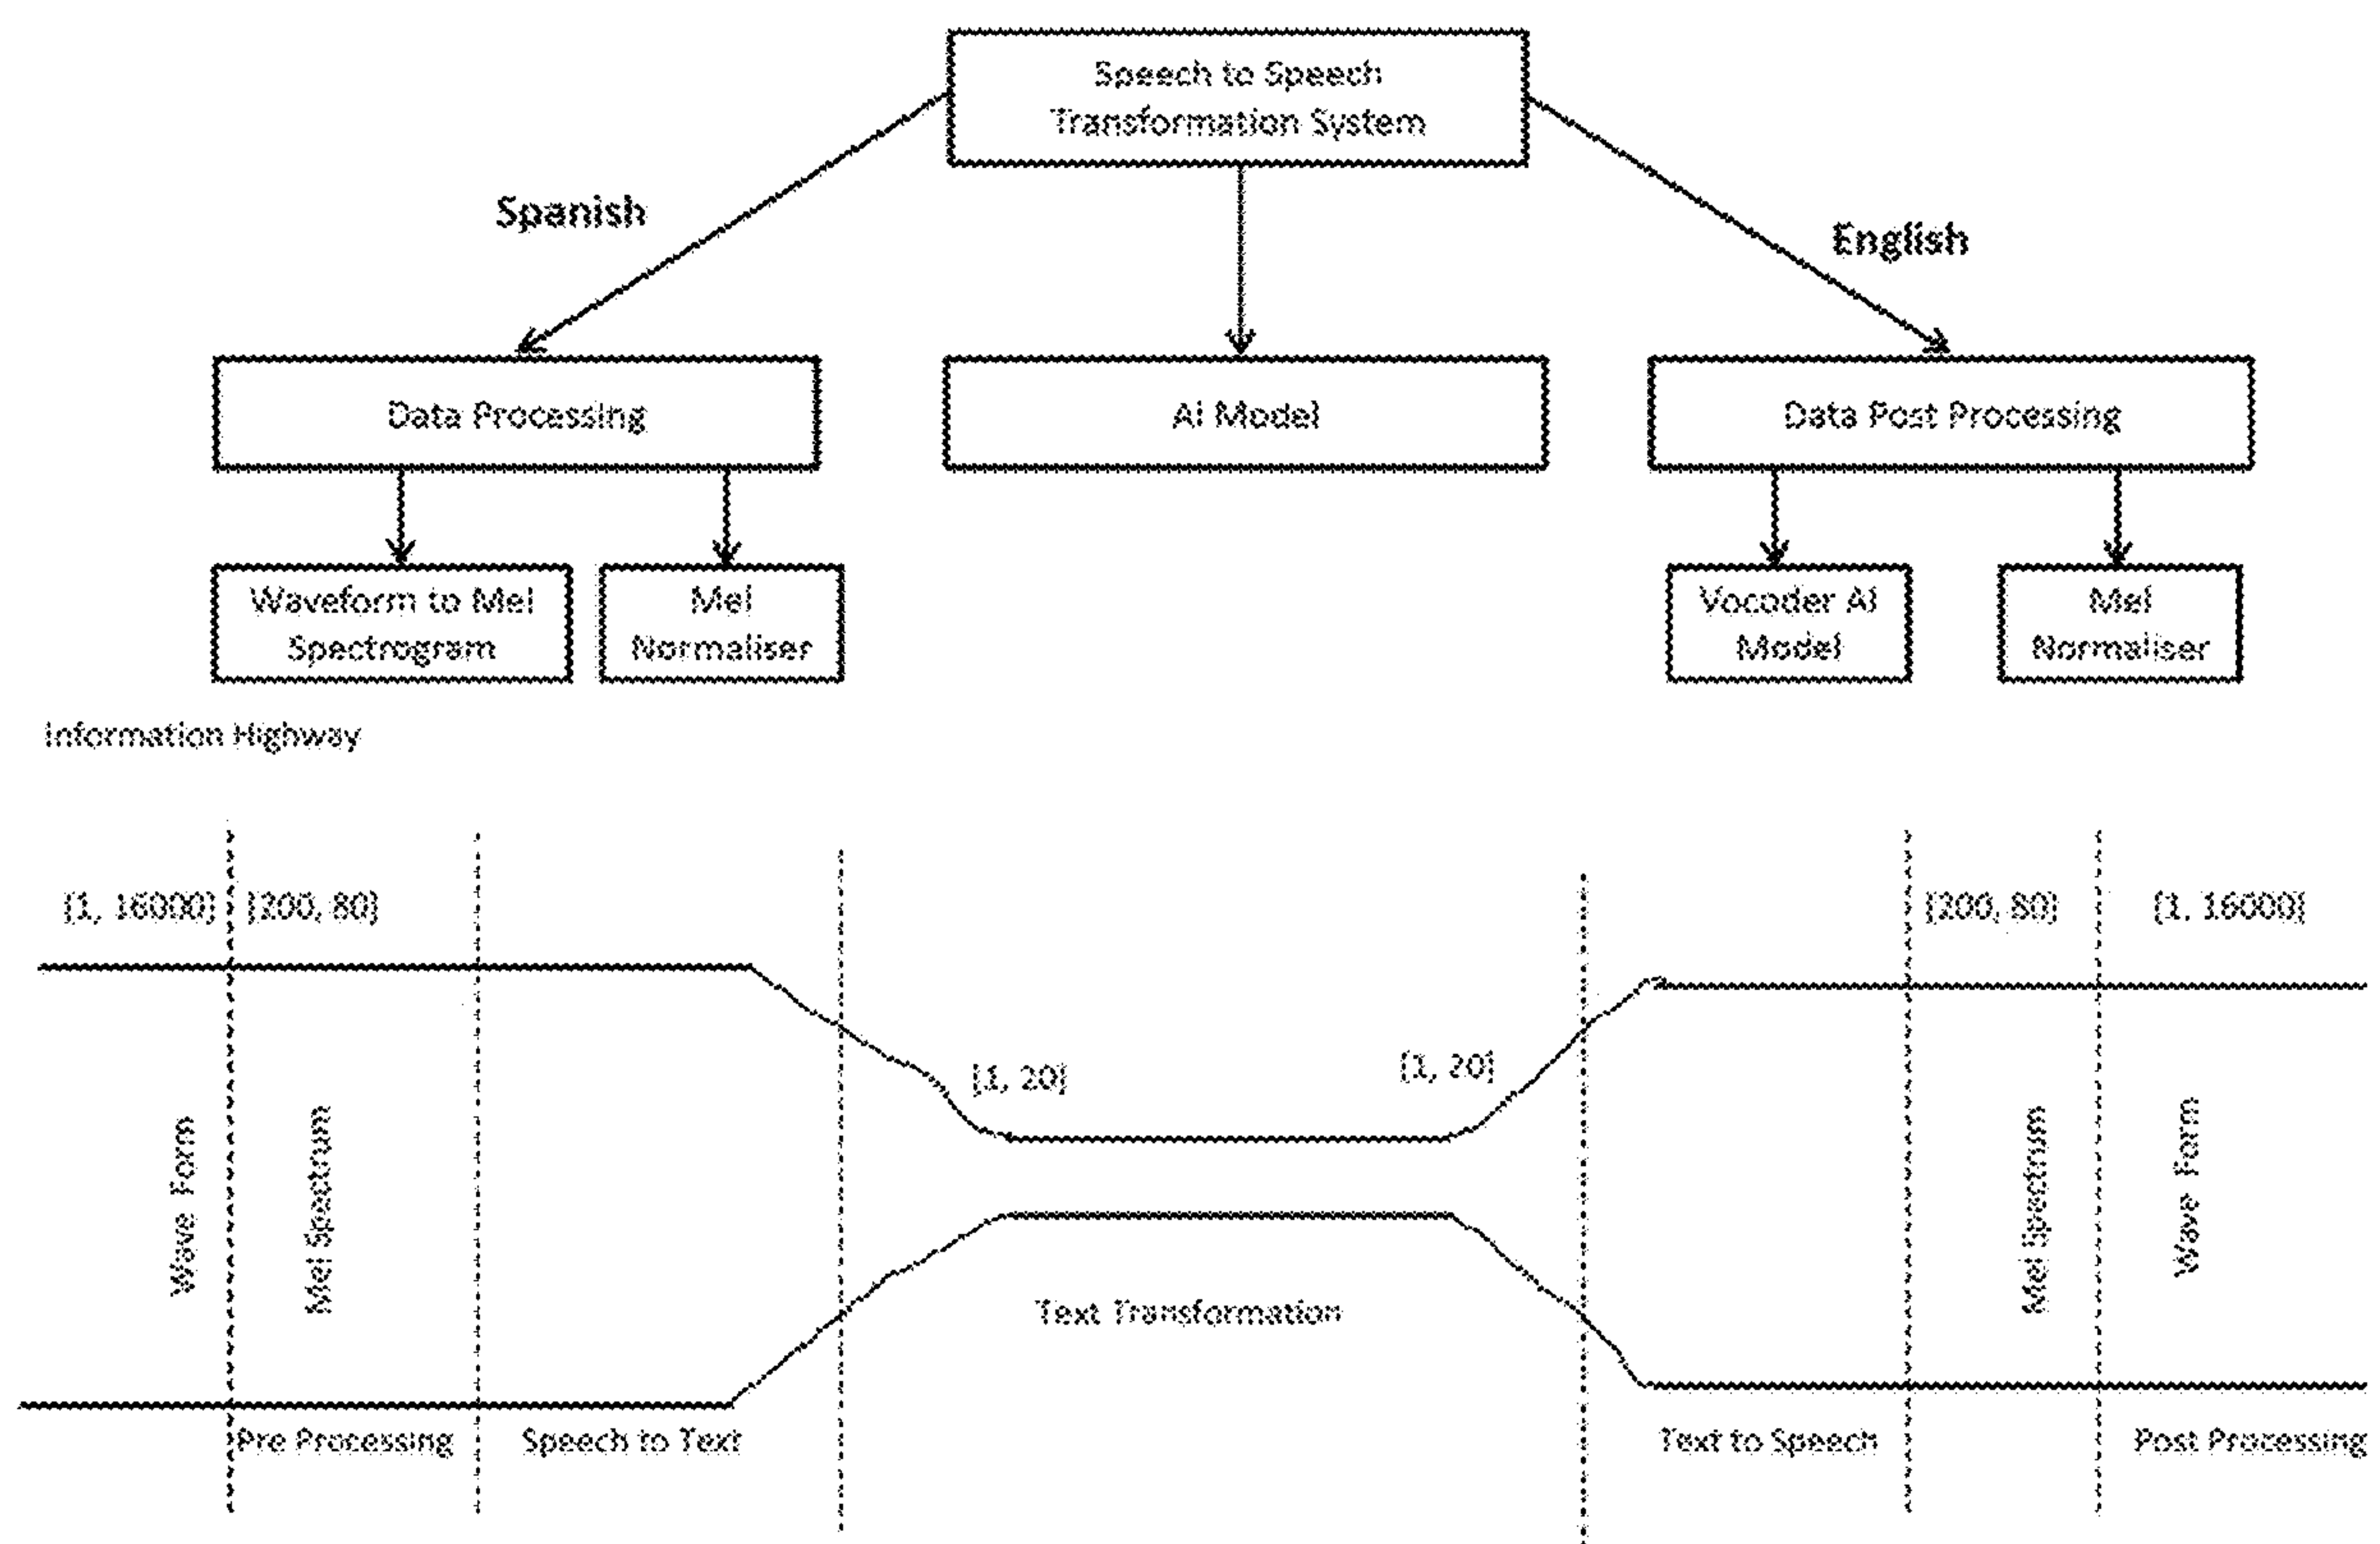 Speech to Speech
Transformation System
Spanish
English
Data Processing
AI Model
Data Post Processing
Waveform to Mel
Spectrogram
Mel
Normaliser
Vocoder AI
Model
Mel
Normaliser
Information Highway
[1, 16000]
[200, 80]
[200, 80]
[1, 16000]
[1, 20]
[1, 20]
Wave Form
Mel Spectrum
Mel Spectrum
Wave Form
Text Transformation
Pre Processing
Speech to Text
Text to Speech
Post Processing